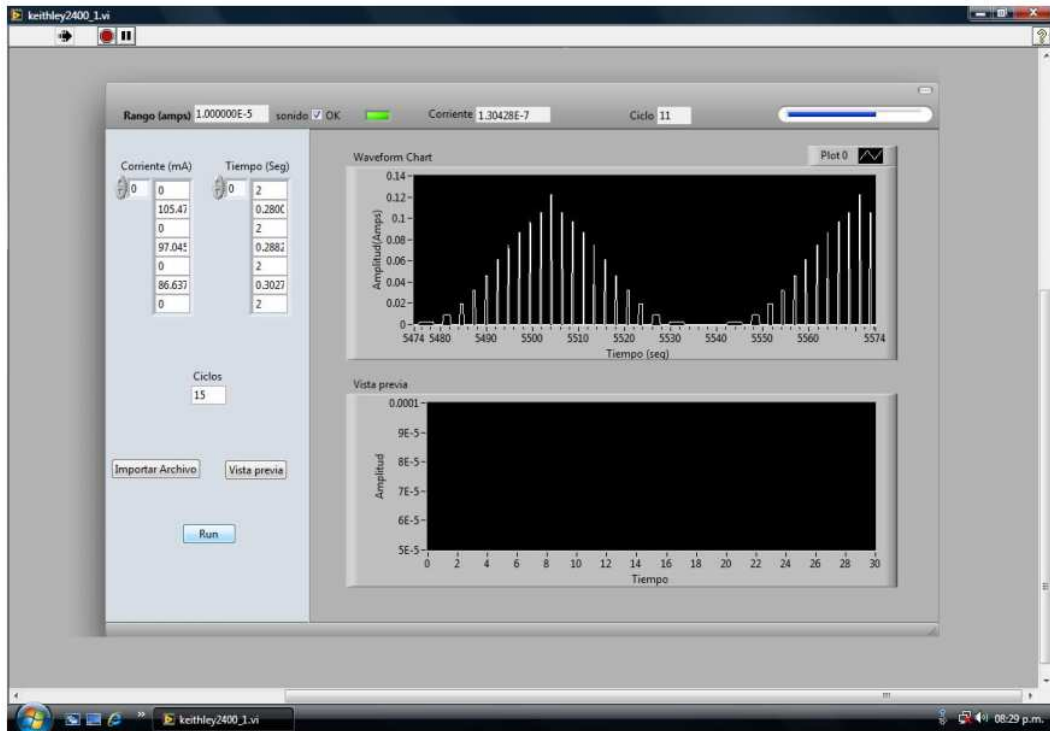 keithley2400_1.vi
Rango (amps) 1.000000E-5 sonido OK Corriente 1.30428E-7 Ciclo 11
Corriente (mA) Tiempo (Seg)
0 0 0 2
105.47 0.2800
0 2
97.045 0.2882
0 2
86.637 0.3027
0 2
Ciclos
15
Importar Archivo Vista previa
Run
Waveform Chart Plot 0
Amplitud(Amps)
0.14
0.12
0.1
0.08
0.06
0.04
0.02
0
5474 5480 5490 5500 5510 5520 5530 5540 5550 5560 5574
Tiempo (seq)
Vista previa
Amplitud
0.0001
9E-5
8E-5
7E-5
6E-5
5E-5
0 2 4 6 8 10 12 14 16 18 20 22 24 26 28 30
Tiempo
keithley2400_1.vi 08:29 p.m.